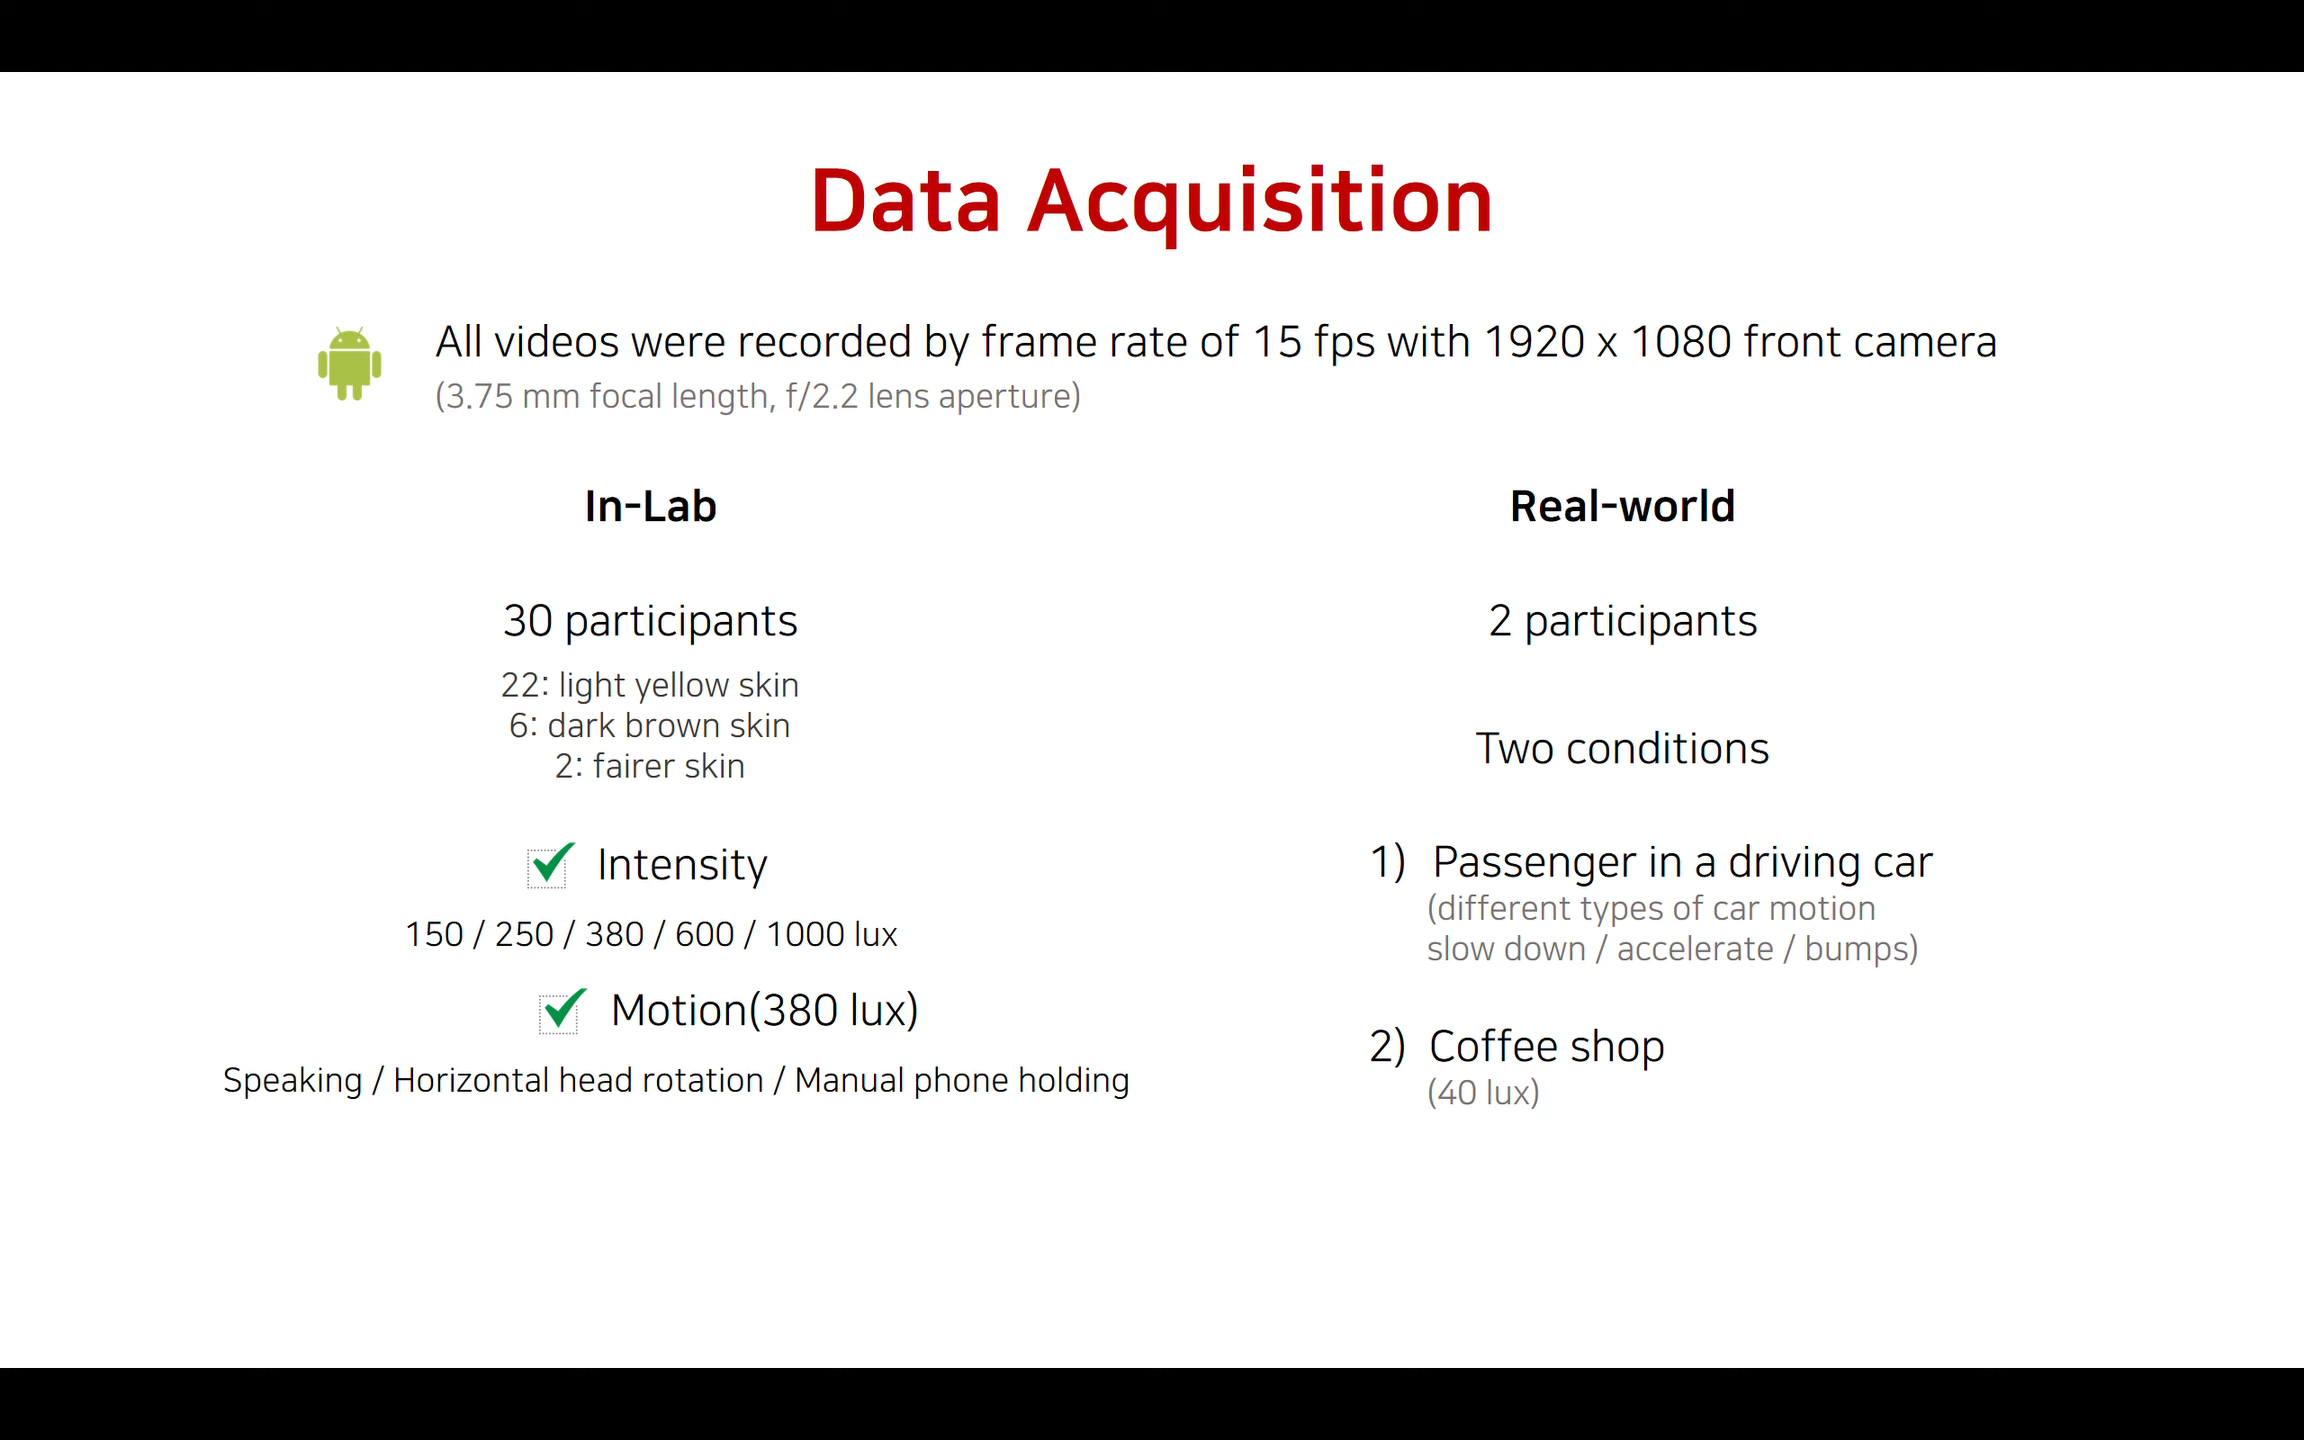 Data Acquisition
All videos were recorded by frame rate of 15 fps with 1920 x 1080 front camera
(3.75 mm focal length, f/2.2 lens aperture)
In-Lab
30 participants
22: light yellow skin
6: dark brown skin
2: fairer skin
Intensity
150 / 250 / 380 / 600 / 1000 lux
Motion(380 lux)
Speaking / Horizontal head rotation / Manual phone holding
Real-world
2 participants
Two conditions
1) Passenger in a driving car
(different types of car motion
slow down / accelerate / bumps)
2) Coffee shop
(40 lux)